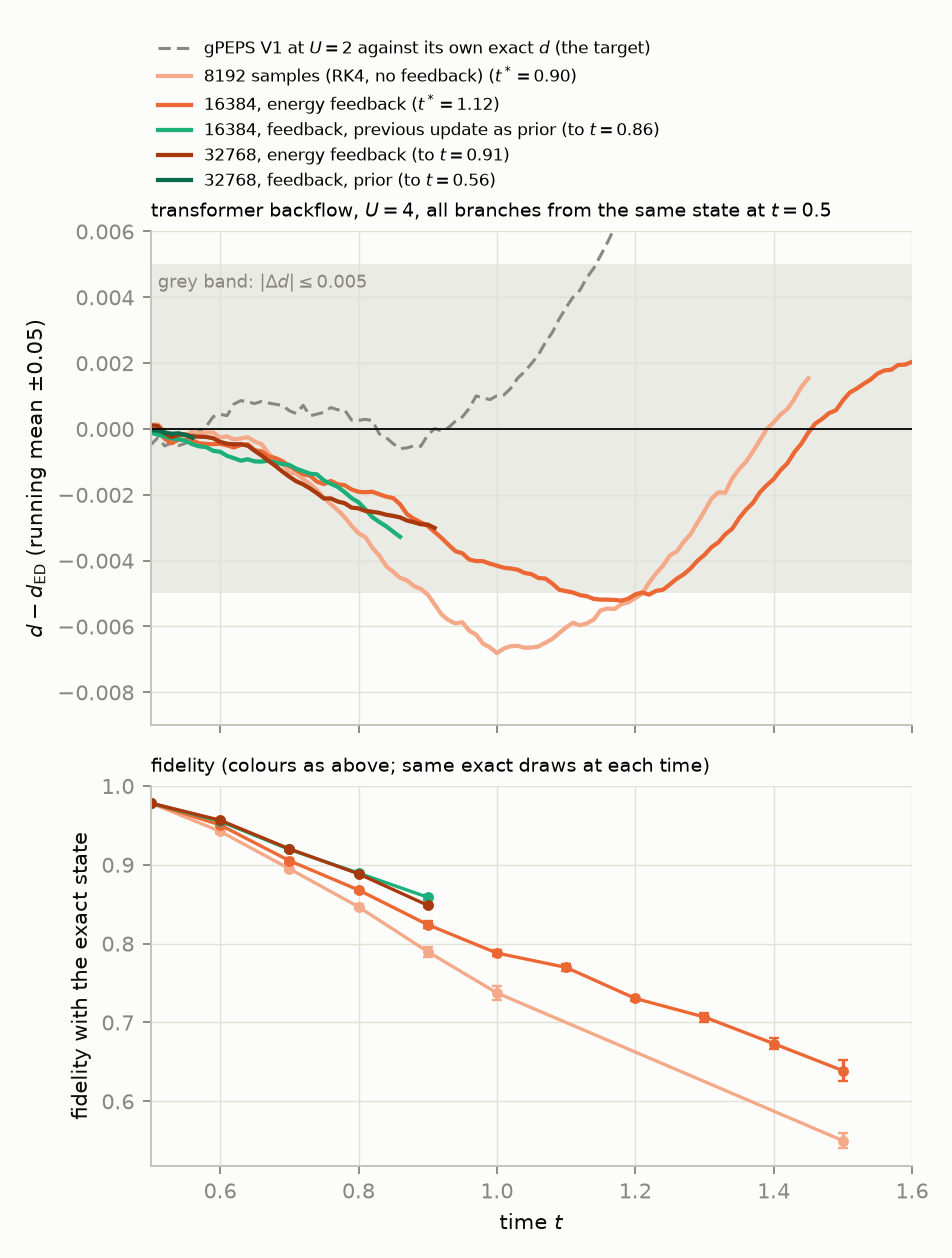 gPEPS V1 at U = 2 against its own exact d (the target)
8192 samples (RK4, no feedback) (t* = 0.90)
16384, energy feedback (t* = 1.12)
16384, feedback, previous update as prior (to t = 0.86)
32768, energy feedback (to t = 0.91)
32768, feedback, prior (to t = 0.56)
transformer backflow, U = 4, all branches from the same state at t = 0.5
0.006
0.004
0.002
0.000
−0.002
−0.004
−0.006
−0.008
d − d_ED (running mean ±0.05)
grey band: |Δd| ≤ 0.005
fidelity (colours as above; same exact draws at each time)
1.0
0.9
0.8
0.7
0.6
fidelity with the exact state
0.6 0.8 1.0 1.2 1.4 1.6
time t